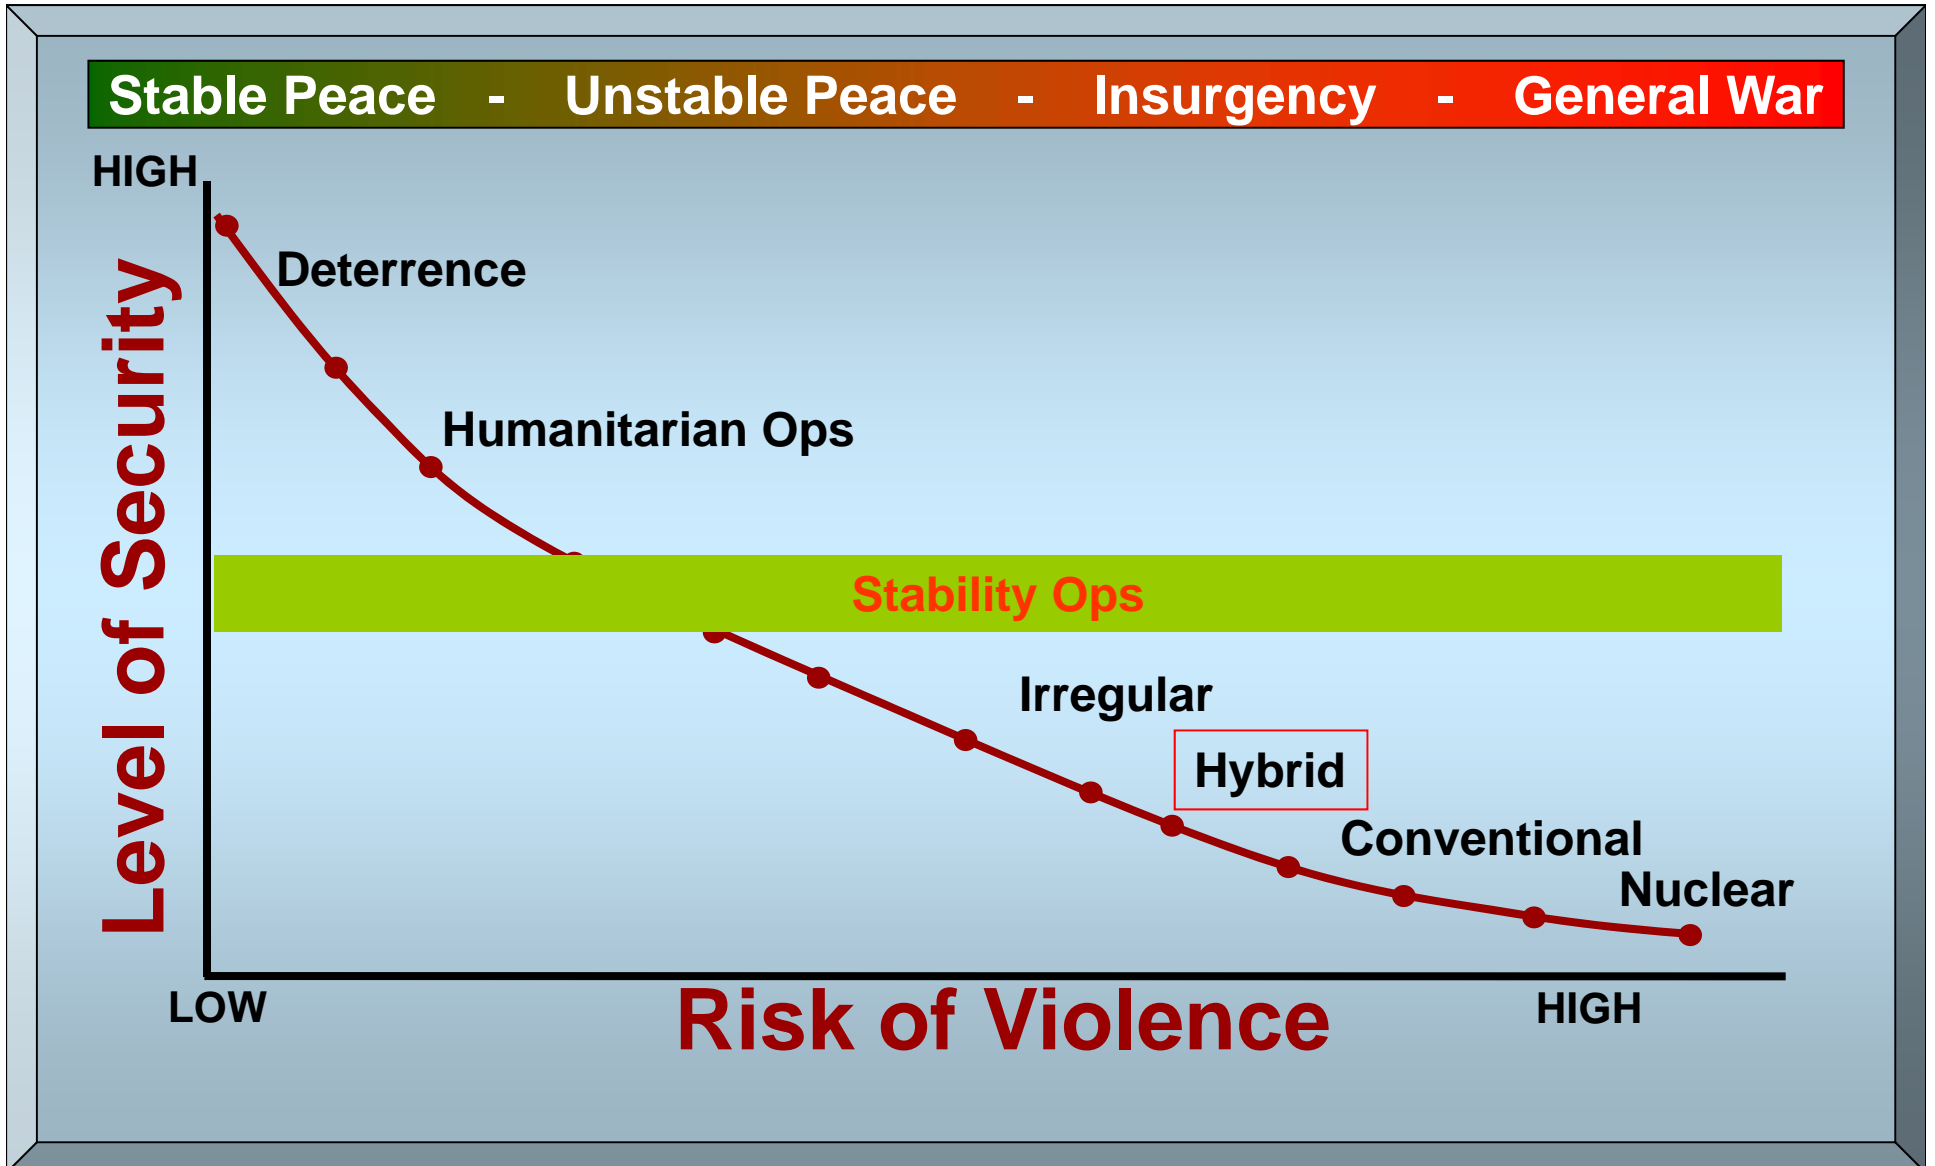 Stable Peace - Unstable Peace - Insurgency - General War
HIGH
Level of Security
Deterrence
Humanitarian Ops
Stability Ops
Irregular
Hybrid
Conventional
Nuclear
LOW
Risk of Violence
HIGH